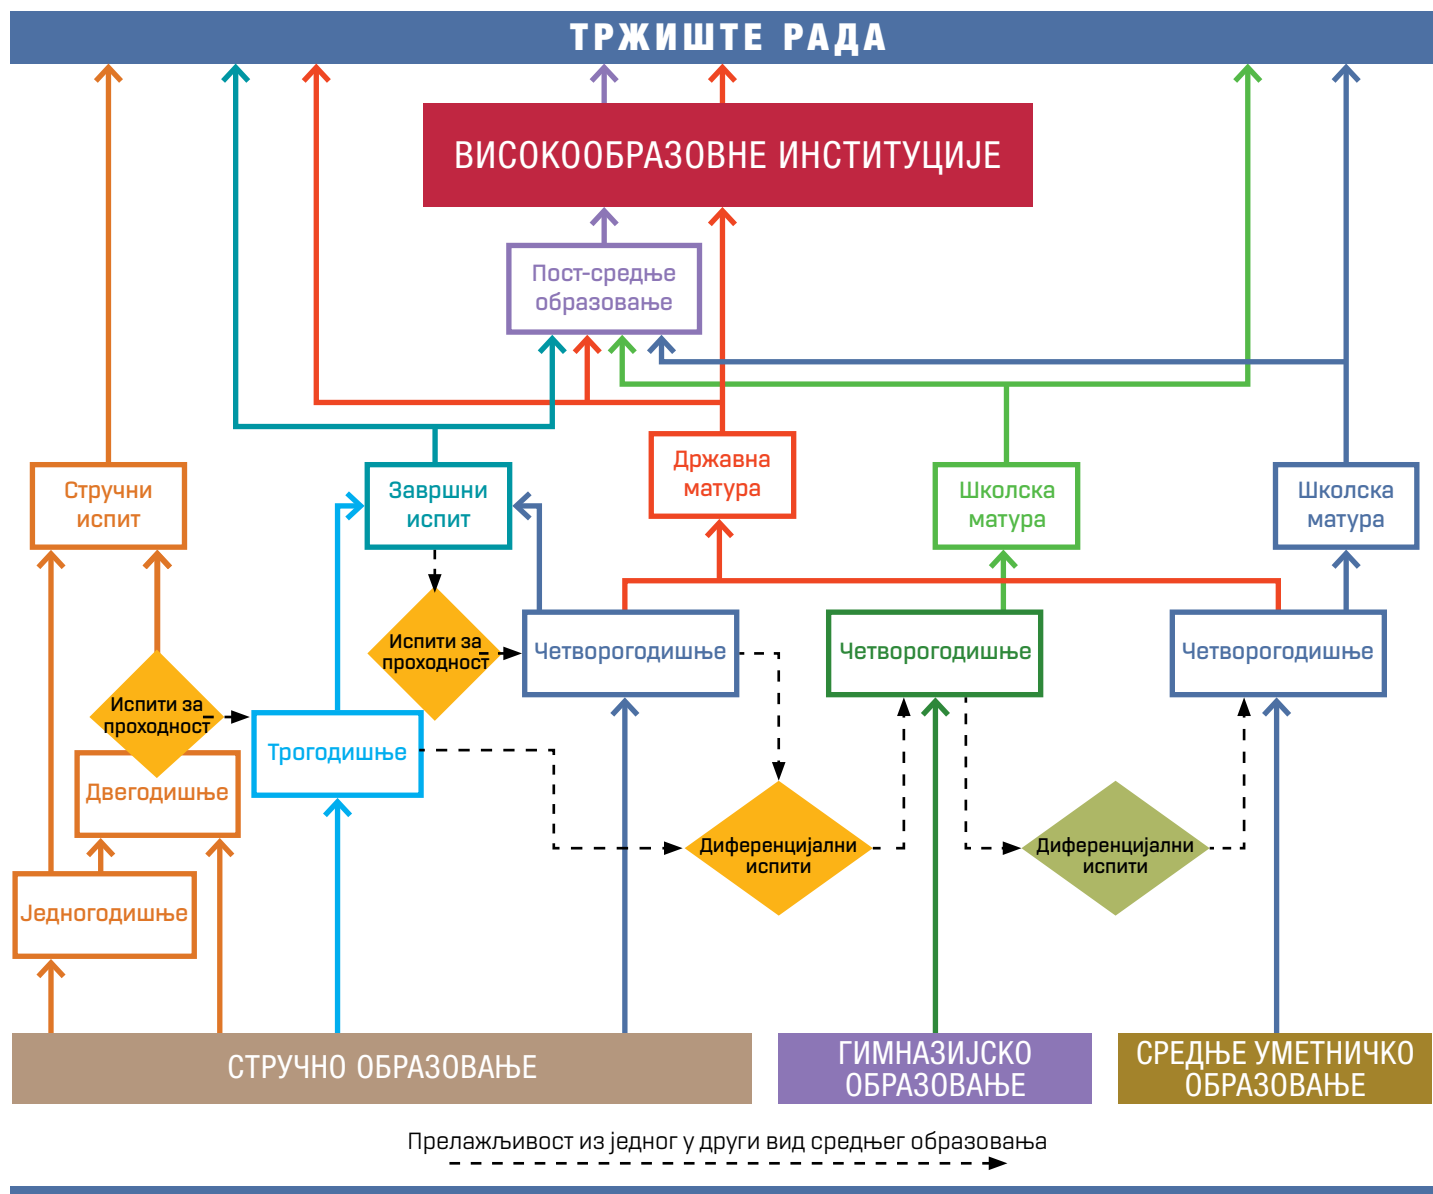 ТРЖИШТЕ РАДА
ВИСОКООБРАЗОВНЕ ИНСТИТУЦИЈЕ
Пост-средње
образовање
Стручни
испит
Завршни
испит
Државна
матура
Школска
матура
Школска
матура
Испити за
проходност
Четворогодишње
Четворогодишње
Четворогодишње
Испити за
проходност
Трогодишње
Двегодишње
Диференцијални
испити
Диференцијални
испити
Једногодишње
СТРУЧНО ОБРАЗОВАЊЕ
ГИМНАЗИЈСКО
ОБРАЗОВАЊЕ
СРЕДЊЕ УМЕТНИЧКО
ОБРАЗОВАЊЕ
Прелажљивост из једног у други вид средњег образовања